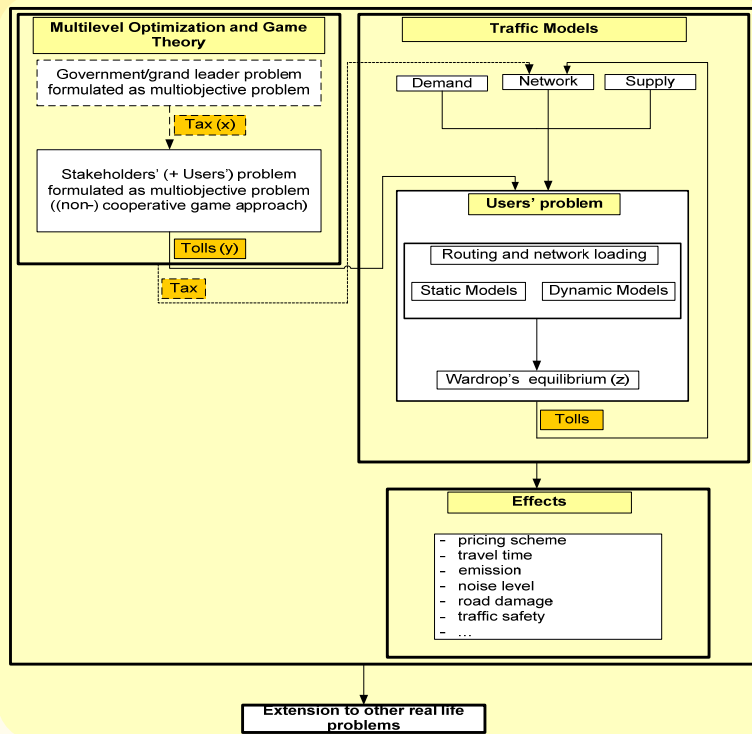 Multilevel Optimization and Game
Theory
Government/grand leader problem
formulated as multiobjective problem
Tax (x)
Stakeholders' (+ Users') problem
formulated as multiobjective problem
((non-) cooperative game approach)
Tolls (y)
Tax
Traffic Models
Demand
Network
Supply
Users' problem
Routing and network loading
Static Models
Dynamic Models
Wardrop's equilibrium (z)
Tolls
Effects
- pricing scheme
- travel time
- emission
- noise level
- road damage
- traffic safety
- ...
Extension to other real life
problems